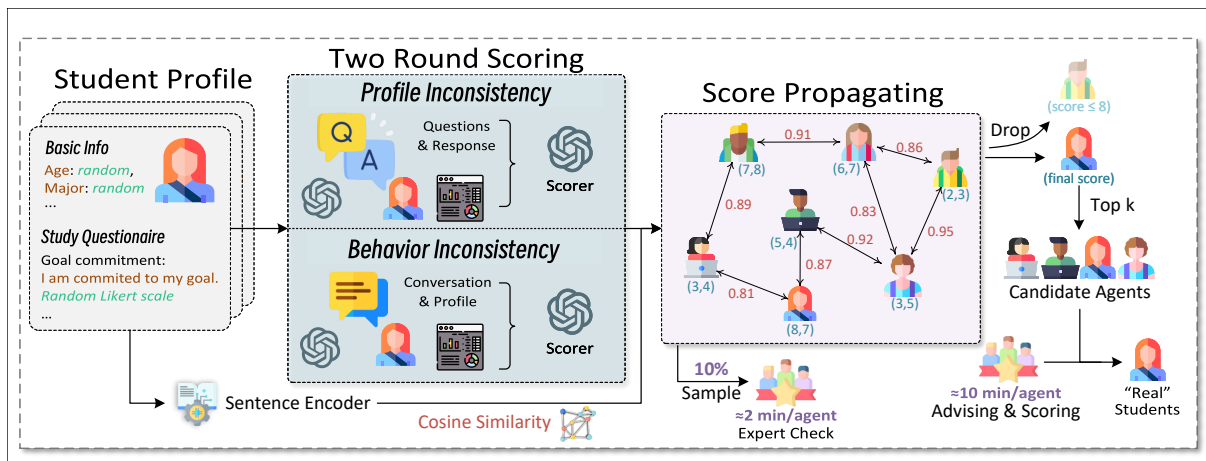 Student Profile
Basic Info
Age: random,
Major: random
...
Study Questionaire
Goal commitment:
I am commited to my goal.
Random Likert scale
...
Two Round Scoring
Profile Inconsistency
Q
A
Questions
& Response
Scorer
Behavior Inconsistency
Conversation
& Profile
Scorer
Sentence Encoder
Cosine Similarity
Score Propagating
0.91
0.86
(7,8)
(6,7)
(2,3)
0.89
0.83
0.95
(5,4)
0.92
0.87
(3,4)
0.81
(3,5)
(8,7)
10%
Sample
≈2 min/agent
Expert Check
Drop
(score ≤ 8)
(final score)
Top k
Candidate Agents
≈10 min/agent
Advising & Scoring
“Real”
Students